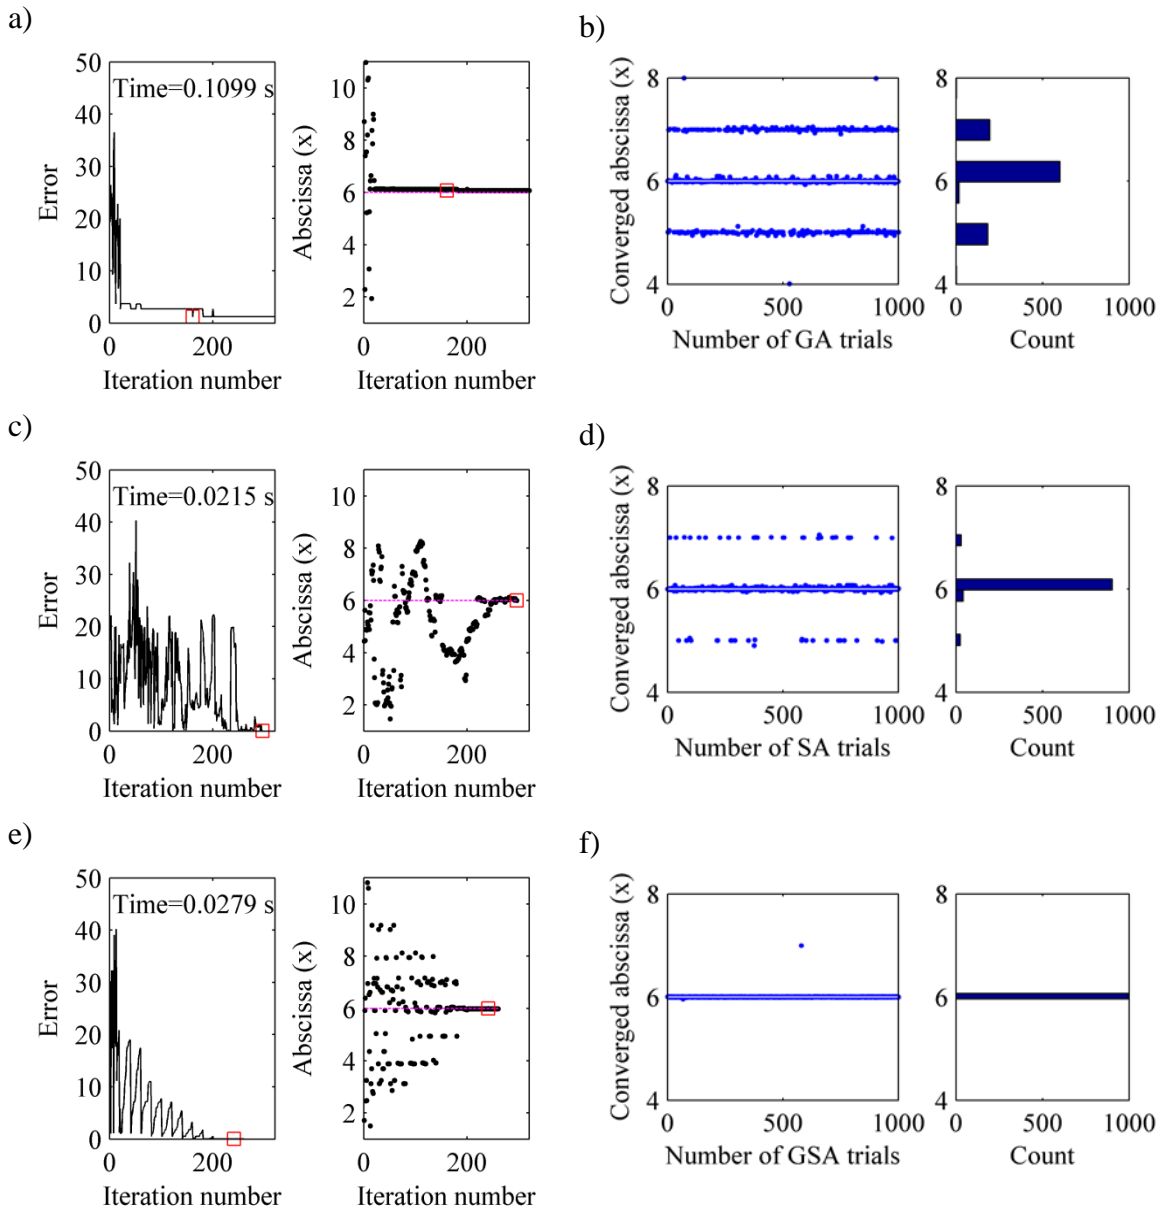 a)
50
40
30
20
10
0
Error
Time=0.1099 s
0
200
Iteration number
10
8
6
4
2
Abscissa (x)
0
200
Iteration number
b)
8
6
4
Converged abscissa (x)
0
500
1000
Number of GA trials
8
6
4
0
500
1000
Count
c)
50
40
30
20
10
0
Error
Time=0.0215 s
0
200
Iteration number
10
8
6
4
2
Abscissa (x)
0
200
Iteration number
d)
8
6
4
Converged abscissa (x)
0
500
1000
Number of SA trials
8
6
4
0
500
1000
Count
e)
50
40
30
20
10
0
Error
Time=0.0279 s
0
200
Iteration number
10
8
6
4
2
Abscissa (x)
0
200
Iteration number
f)
8
6
4
Converged abscissa (x)
0
500
1000
Number of GSA trials
8
6
4
0
500
1000
Count